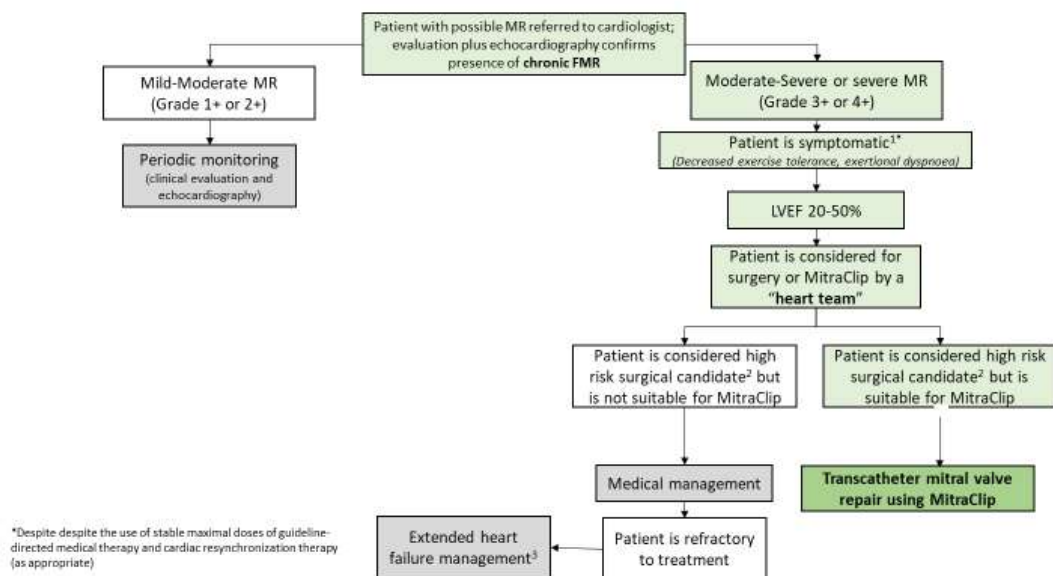 Patient with possible MR referred to cardiologist;
evaluation plus echocardiography confirms
presence of chronic FMR
Mild-Moderate MR
(Grade 1+ or 2+)
Periodic monitoring
(clinical evaluation and
echocardiography)
Moderate-Severe or severe MR
(Grade 3+ or 4+)
Patient is symptomatic¹*
(Decreased exercise tolerance, exertional dyspnoea)
LVEF 20-50%
Patient is considered for
surgery or MitraClip by a
“heart team”
Patient is considered high
risk surgical candidate² but
is not suitable for MitraClip
Patient is considered high risk
surgical candidate² but is
suitable for MitraClip
Medical management
Transcatheter mitral valve
repair using MitraClip
Patient is refractory
to treatment
Extended heart
failure management³
*Despite despite the use of stable maximal doses of guideline-
directed medical therapy and cardiac resynchronization therapy
(as appropriate)